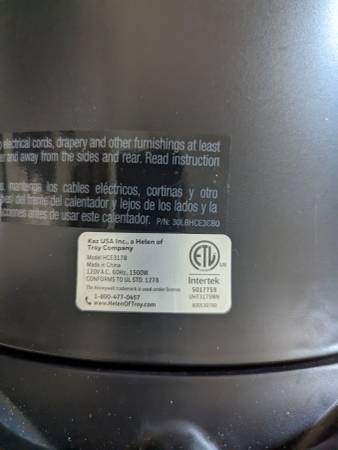 electrical cords, drapery and other furnishings at least
and away from the sides and rear. Read instruction
mantenga los cables eléctricos, cortinas y otro
del frente del calentador y lejos de los lados y la
antes de usar este calentador. P/N: 30LBHCE3CB0
Kaz USA Inc., a Helen of
Troy Company
Model HCE317B
Made in China
120V A.C. 60Hz, 1500W
CONFORMS TO UL STD. 1278
The Honeywell trademark is used under license.
1-800-477-0457
www.HelenOfTroy.com
ETL
Intertek
5017759